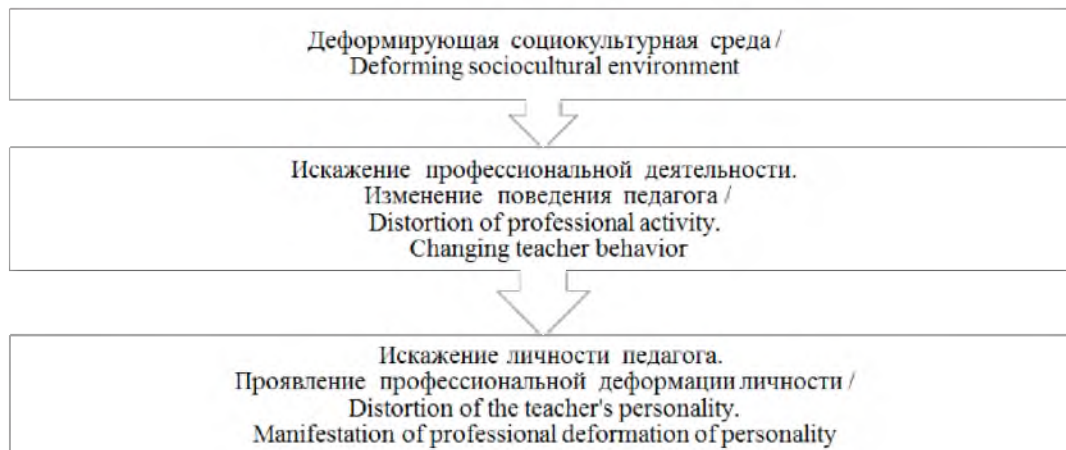 Деформирующая социокультурная среда /
Deforming sociocultural environment
Искажение профессиональной деятельности.
Изменение поведения педагога /
Distortion of professional activity.
Changing teacher behavior
Искажение личности педагога.
Проявление профессиональной деформации личности /
Distortion of the teacher's personality.
Manifestation of professional deformation of personality